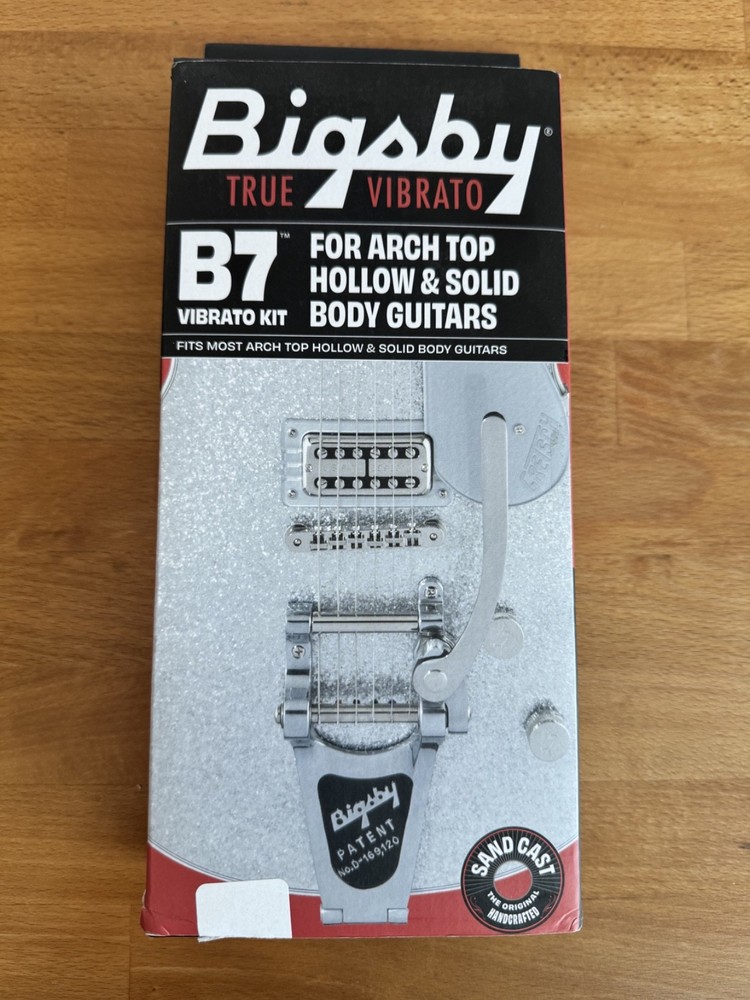 Bigsby®
TRUE VIBRATO
B7™
VIBRATO KIT
FOR ARCH TOP
HOLLOW & SOLID
BODY GUITARS
FITS MOST ARCH TOP HOLLOW & SOLID BODY GUITARS
Bigsby
PATENT
No.D-169,120
SAND CAST
THE ORIGINAL
HANDCRAFTED